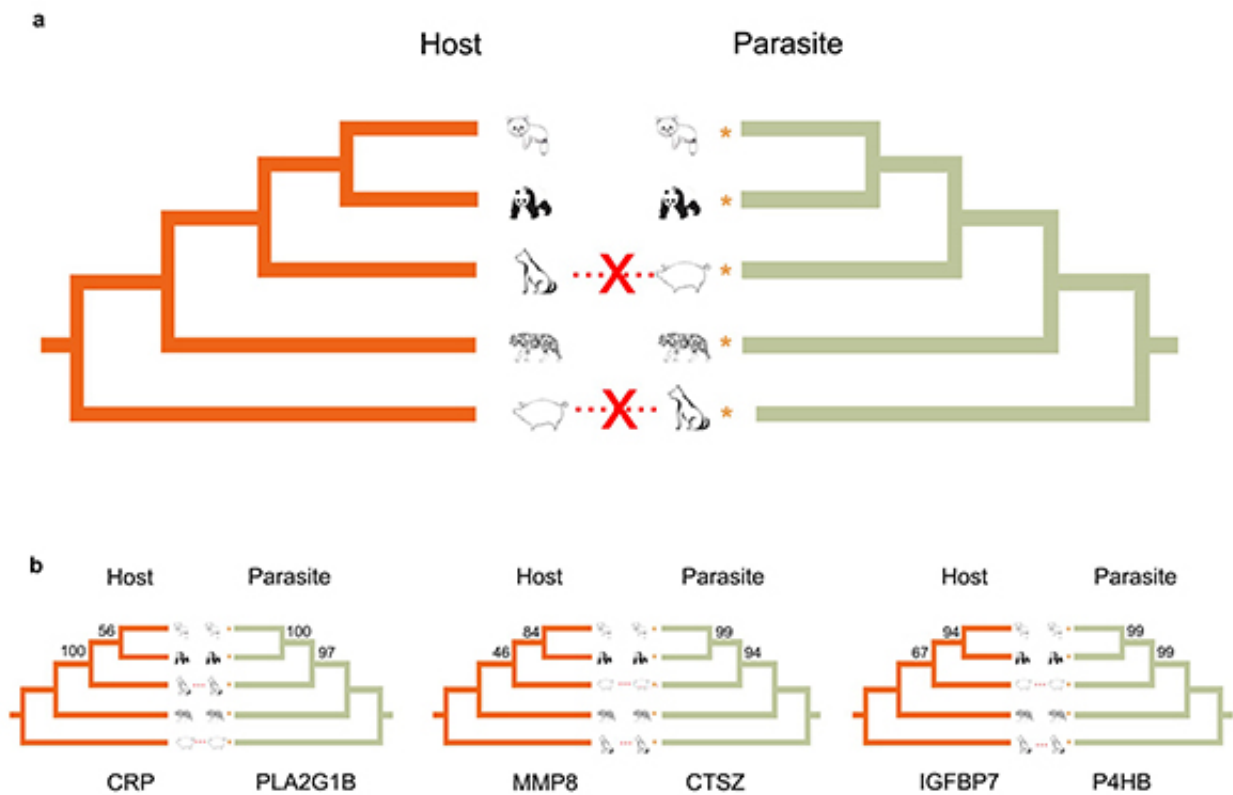 a
Host Parasite
*
*
X *
*
X *
b
Host Parasite Host Parasite Host Parasite
56 100 84 99 94 99
100 97 46 94 67 99
CRP PLA2G1B MMP8 CTSZ IGFBP7 P4HB